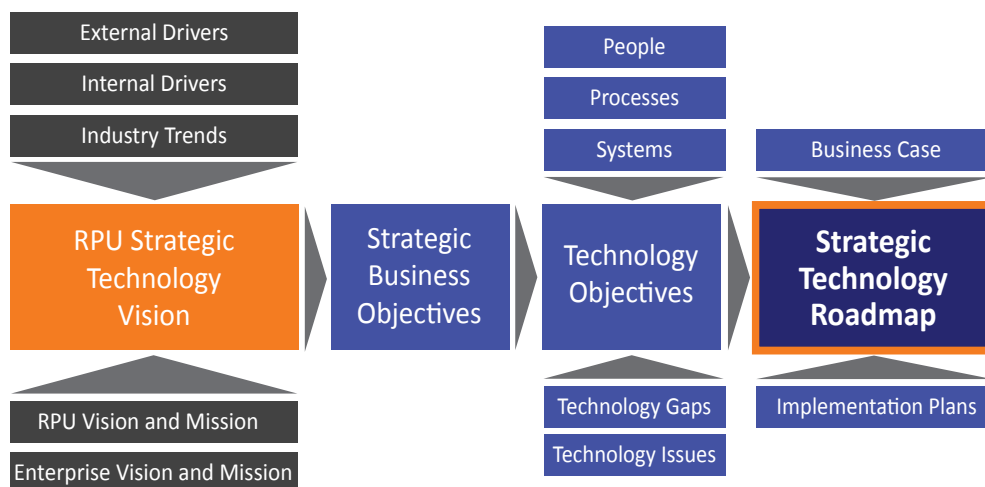 External Drivers
Internal Drivers
Industry Trends
RPU Strategic
Technology
Vision
RPU Vision and Mission
Enterprise Vision and Mission
Strategic
Business
Objectives
People
Processes
Systems
Technology
Objectives
Technology Gaps
Technology Issues
Business Case
Strategic
Technology
Roadmap
Implementation Plans